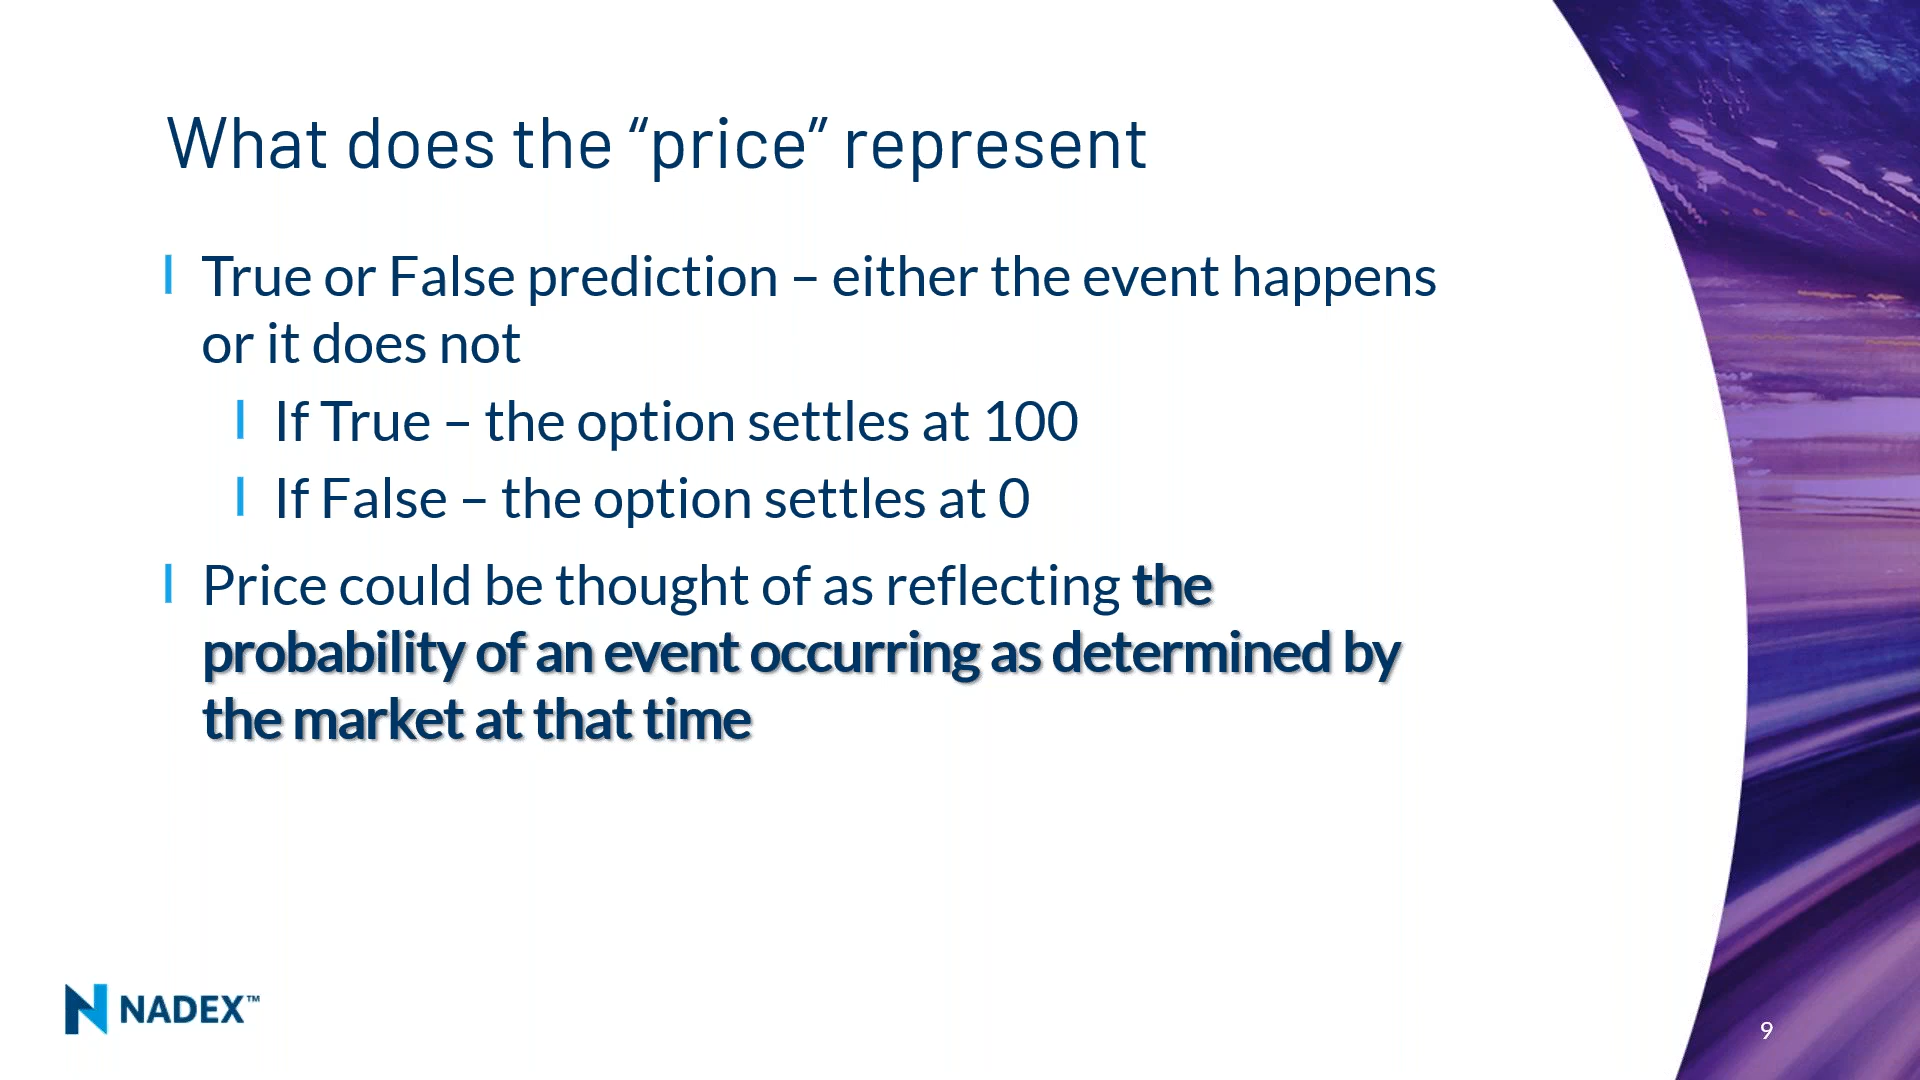 What does the “price” represent
True or False prediction – either the event happens
or it does not
If True – the option settles at 100
If False – the option settles at 0
Price could be thought of as reflecting the
probability of an event occurring as determined by
the market at that time
NADEX™
9